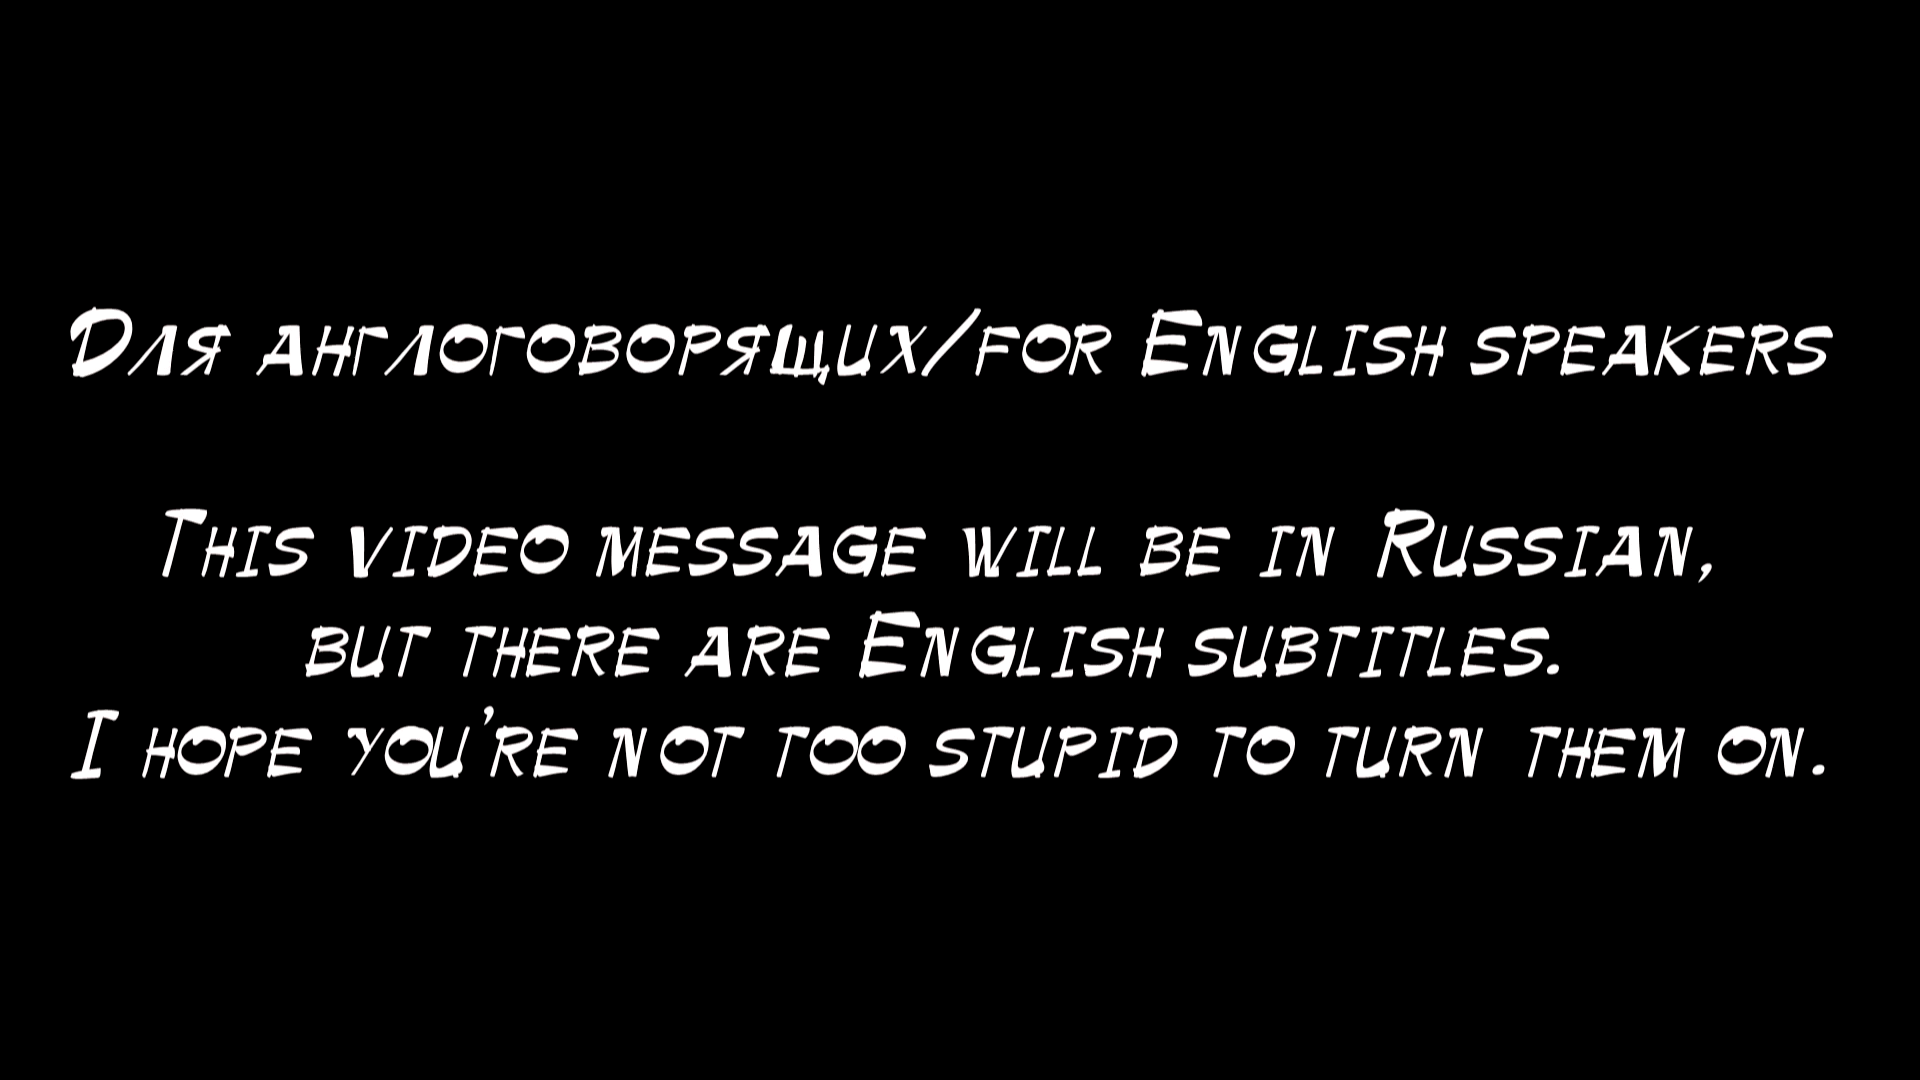 Для англоговорящих/for English speakers
This video message will be in Russian,
but there are English subtitles.
I hope you're not too stupid to turn them on.